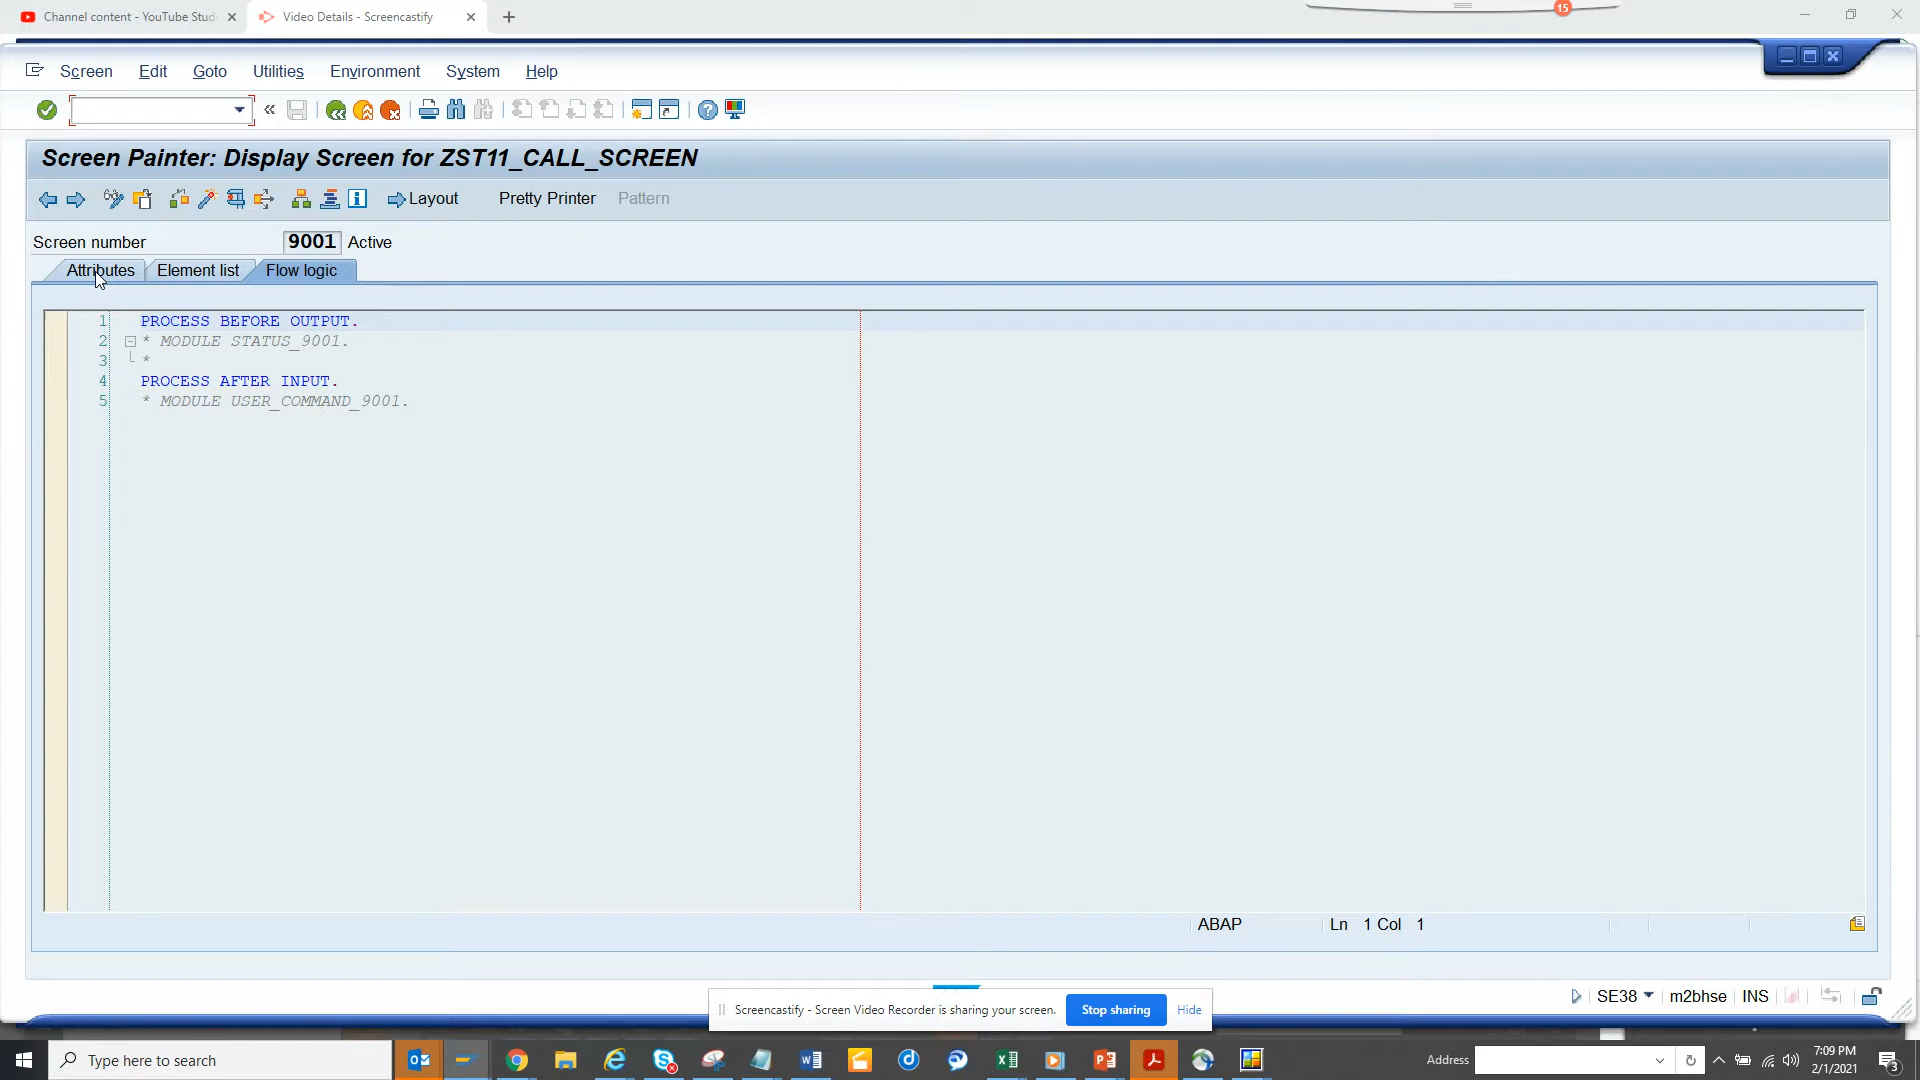 Channel content - YouTube Stud
Video Details - Screencastify
15
Screen Edit Goto Utilities Environment System Help
Screen Painter: Display Screen for ZST11_CALL_SCREEN
Layout Pretty Printer Pattern
Screen number 9001 Active
Attributes Element list Flow logic
1 PROCESS BEFORE OUTPUT.
2 * MODULE STATUS_9001.
3 *
4 PROCESS AFTER INPUT.
5 * MODULE USER_COMMAND_9001.
ABAP Ln 1 Col 1
SE38 m2bhse INS
Screencastify - Screen Video Recorder is sharing your screen. Stop sharing Hide
Type here to search
Address
7:09 PM
2/1/2021
3